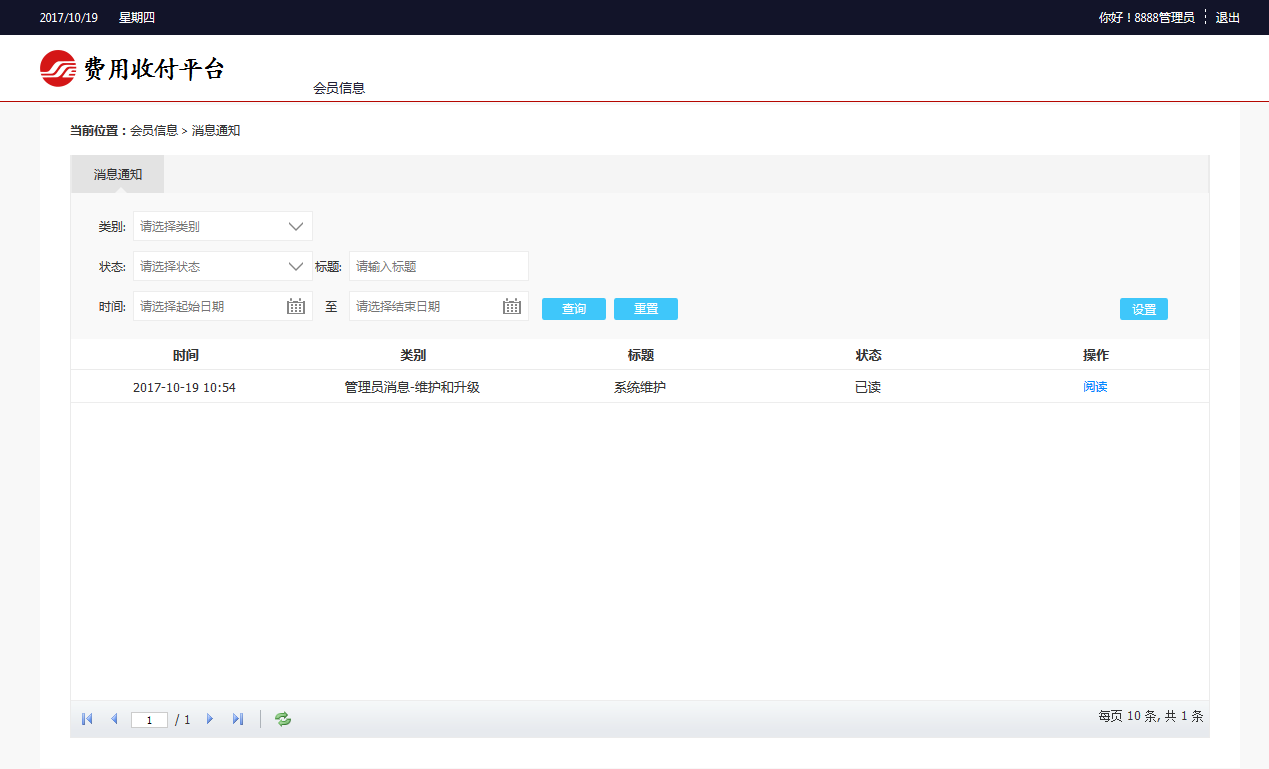 2017/10/19 星期四 你好！8888管理员 退出
费用收付平台
会员信息
当前位置：会员信息 > 消息通知
消息通知
类别: 请选择类别
状态: 请选择状态 标题: 请输入标题
时间: 请选择起始日期 至 请选择结束日期 查询 重置 设置
时间 类别 标题 状态 操作
2017-10-19 10:54 管理员消息-维护和升级 系统维护 已读 阅读
1 / 1 每页 10 条, 共 1 条